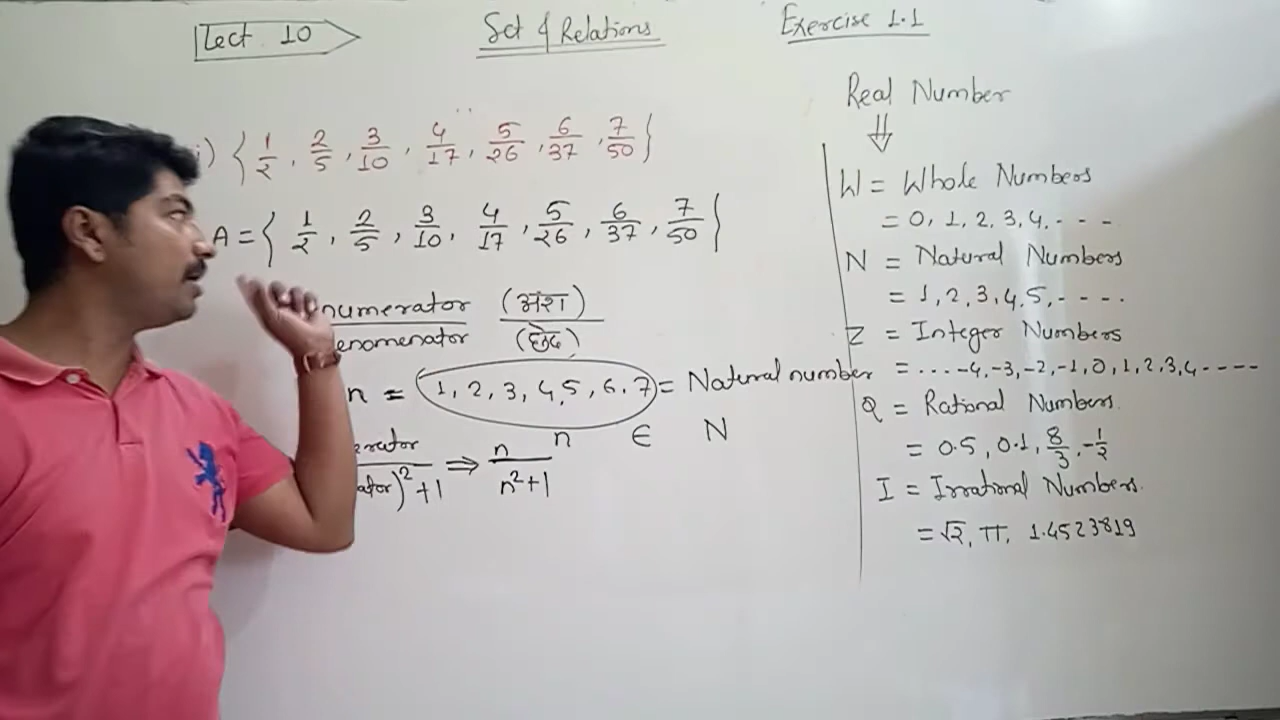 Lect 10
Set & Relations
Exercise 1.1
i) { 1/2, 2/5, 3/10, 4/17, 5/26, 6/37, 7/50 }
A = { 1/2, 2/5, 3/10, 4/17, 5/26, 6/37, 7/50 }
numerator (अंश)
enomenator (छेद)
n = 1, 2, 3, 4, 5, 6, 7 = Natural number
n ∈ N
erator / ator)² + 1 ⇒ n / n² + 1
Real Number
⇓
W = Whole Numbers
= 0, 1, 2, 3, 4, - - -
N = Natural Numbers
= 1, 2, 3, 4, 5, - - - -
Z = Integer Numbers
= ... -4, -3, -2, -1, 0, 1, 2, 3, 4 - - - -
Q = Rational Numbers.
= 0.5, 0.1, 8/3, -1/2
I = Irrational Numbers.
= √2, π, 1.4523819